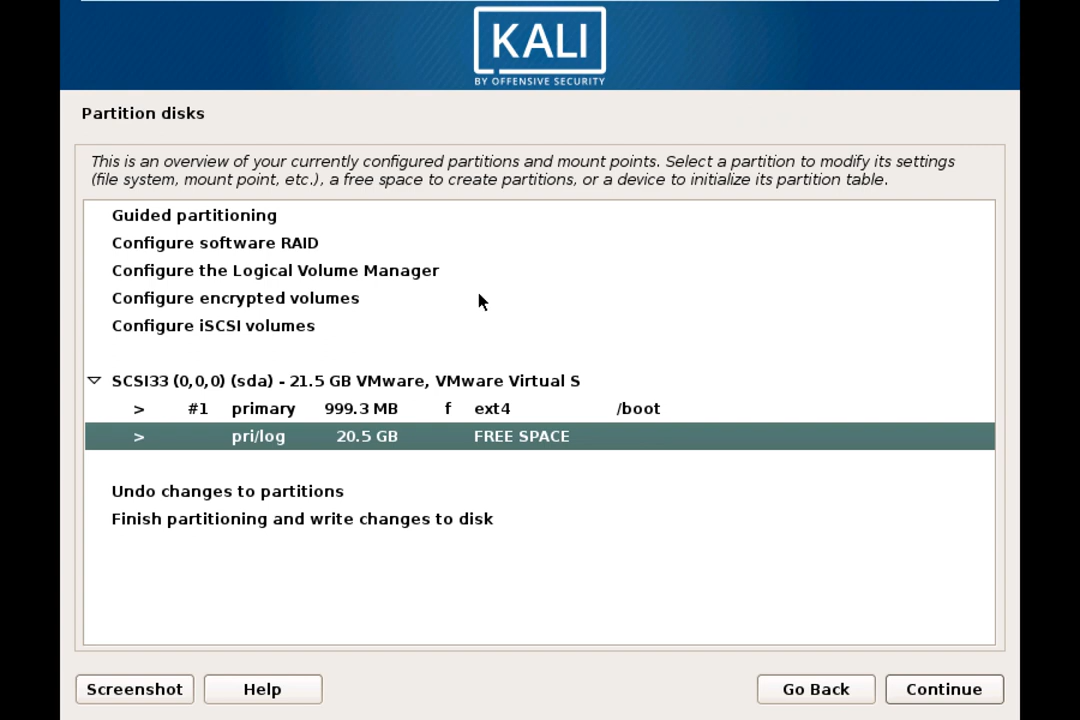 KALI
BY OFFENSIVE SECURITY
Partition disks
This is an overview of your currently configured partitions and mount points. Select a partition to modify its settings
(file system, mount point, etc.), a free space to create partitions, or a device to initialize its partition table.
Guided partitioning
Configure software RAID
Configure the Logical Volume Manager
Configure encrypted volumes
Configure iSCSI volumes
SCSI33 (0,0,0) (sda) - 21.5 GB VMware, VMware Virtual S
> #1 primary 999.3 MB f ext4 /boot
> pri/log 20.5 GB FREE SPACE
Undo changes to partitions
Finish partitioning and write changes to disk
Screenshot Help Go Back Continue